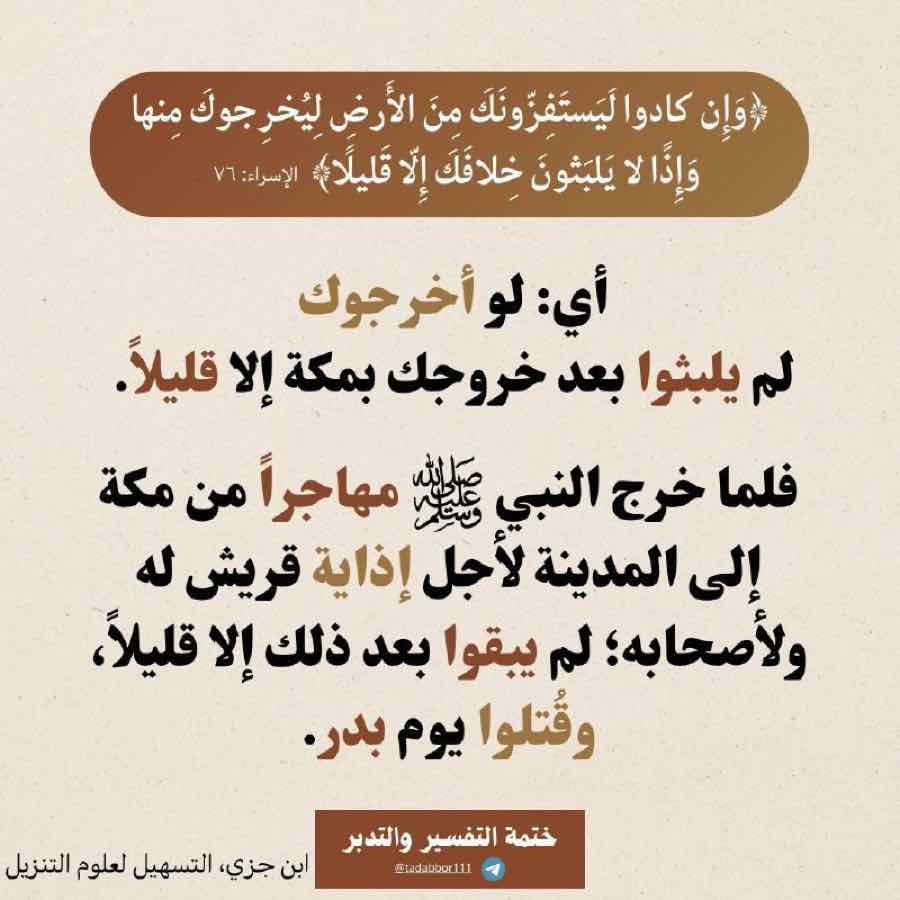 ﴿وَإِن كادوا لَيَستَفِزّونَكَ مِنَ الأَرضِ لِيُخرِجوكَ مِنها
وَإِذًا لا يَلبَثونَ خِلافَكَ إِلّا قَليلًا﴾ الإسراء: ٧٦
أي: لو أخرجوك
لم يلبثوا بعد خروجك بمكة إلا قليلاً.
فلما خرج النبي ﷺ مهاجراً من مكة
إلى المدينة لأجل إذاية قريش له
ولأصحابه؛ لم يبقوا بعد ذلك إلا قليلاً،
وقُتلوا يوم بدر.
ختمة التفسير والتدبر
@tadabbor111
ابن جزي، التسهيل لعلوم التنزيل